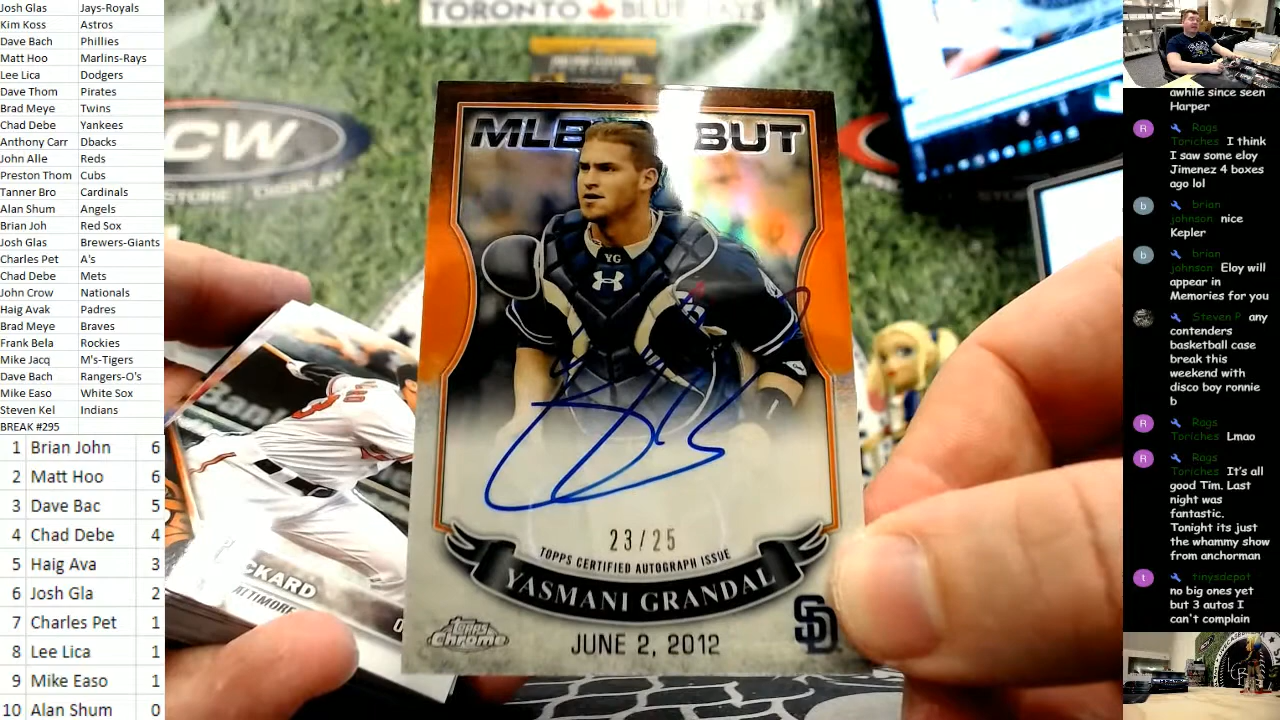 Josh Glas Jays-Royals
Kim Koss Astros
Dave Bach Phillies
Matt Hoo Marlins-Rays
Lee Lica Dodgers
Dave Thom Pirates
Brad Meye Twins
Chad Debe Yankees
Anthony Carr Dbacks
John Alle Reds
Preston Thom Cubs
Tanner Bro Cardinals
Alan Shum Angels
Brian Joh Red Sox
Josh Glas Brewers-Giants
Charles Pet A's
Chad Debe Mets
John Crow Nationals
Haig Avak Padres
Brad Meye Braves
Frank Bela Rockies
Mike Jacq M's-Tigers
Dave Bach Rangers-O's
Mike Easo White Sox
Steven Kel Indians
BREAK #295
1 Brian John 6
2 Matt Hoo 6
3 Dave Bac 5
4 Chad Debe 4
5 Haig Ava 3
6 Josh Gla 2
7 Charles Pet 1
8 Lee Lica 1
9 Mike Easo 1
10 Alan Shum 0
TORONTO BLUE JAYS
CW
MLB BUT
YG
23/25
TOPPS CERTIFIED AUTOGRAPH ISSUE
YASMANI GRANDAL
JUNE 2, 2012
Topps
Chrome
SD
CKARD
ALTIMORE
awhile since seen
Harper
R Rags
Toriches I think
I saw some eloy
Jimenez 4 boxes
ago lol
b brian
johnson nice
Kepler
b brian
johnson Eloy will
appear in
Memories for you
Steven P any
contenders
basketball case
break this
weekend with
disco boy ronnie
b
R Rags
Toriches Lmao
R Rags
Toriches It's all
good Tim. Last
night was
fantastic.
Tonight its just
the whammy show
from anchorman
t tinysdepot
no big ones yet
but 3 autos I
can't complain